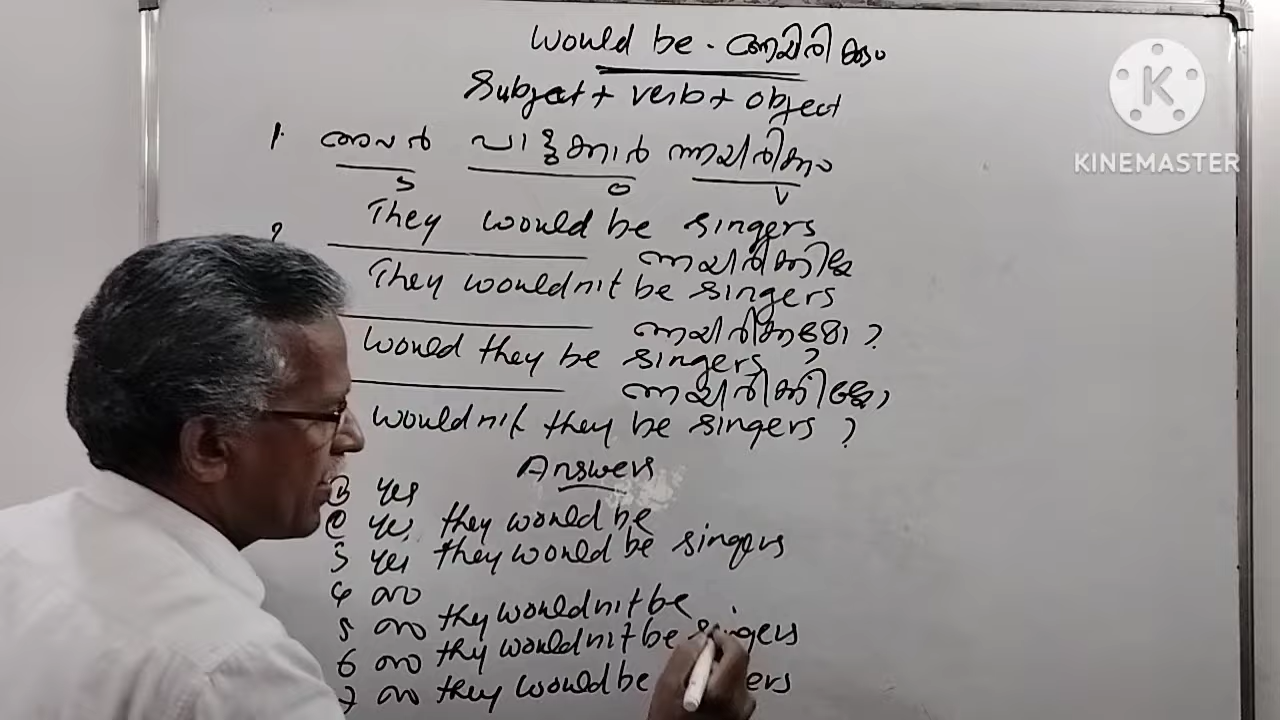 Would be - ആയിരിക്കും
Subject + verb + object
1. അവർ പാട്ടുകാർ ആയിരിക്കും
S O V
They would be singers
2 ആയിരിക്കില്ല
They wouldn't be singers
ആയിരിക്കുമോ?
Would they be singers?
ആയിരിക്കില്ലേ?
Wouldn't they be singers?
Answers
1 Yes
2 Yes, they would be
3 Yes they would be singers
4 no
5 no they wouldn't be
6 no they wouldn't be singers
7 no they would be
K
KINEMASTER